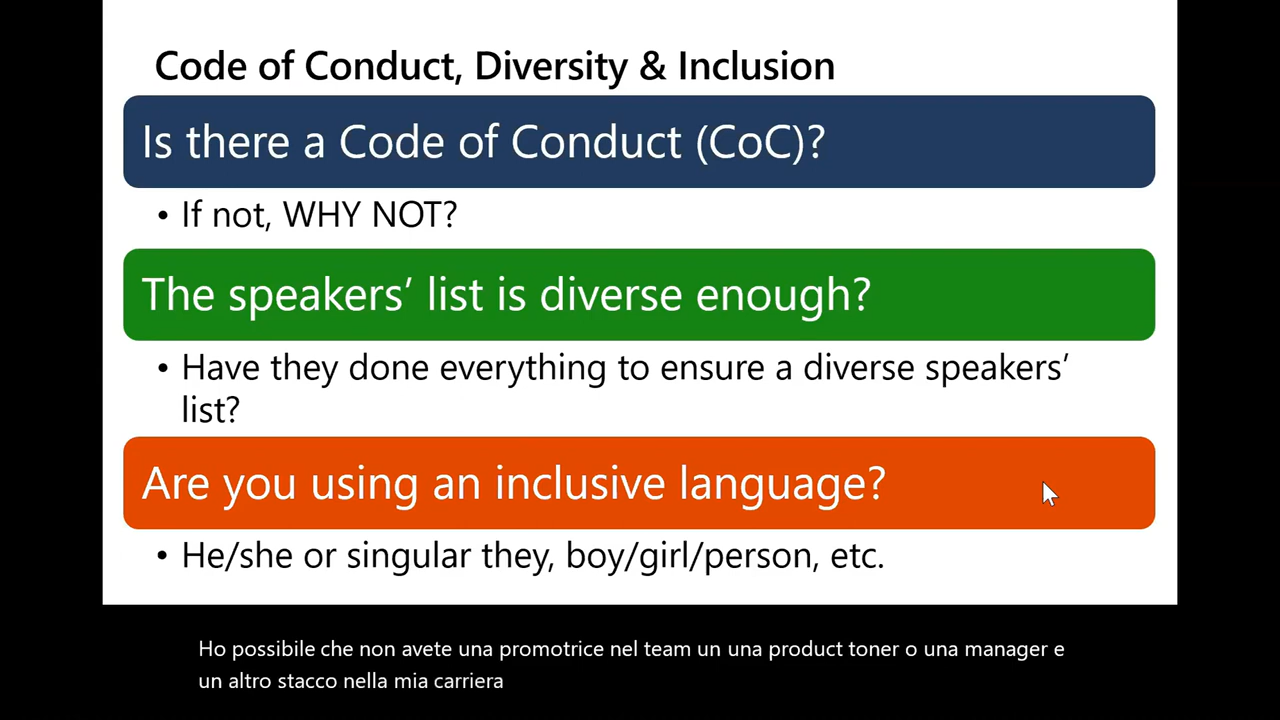 Code of Conduct, Diversity & Inclusion
Is there a Code of Conduct (CoC)?
• If not, WHY NOT?
The speakers’ list is diverse enough?
• Have they done everything to ensure a diverse speakers’
list?
Are you using an inclusive language?
• He/she or singular they, boy/girl/person, etc.
Ho possibile che non avete una promotrice nel team un una product toner o una manager e
un altro stacco nella mia carriera